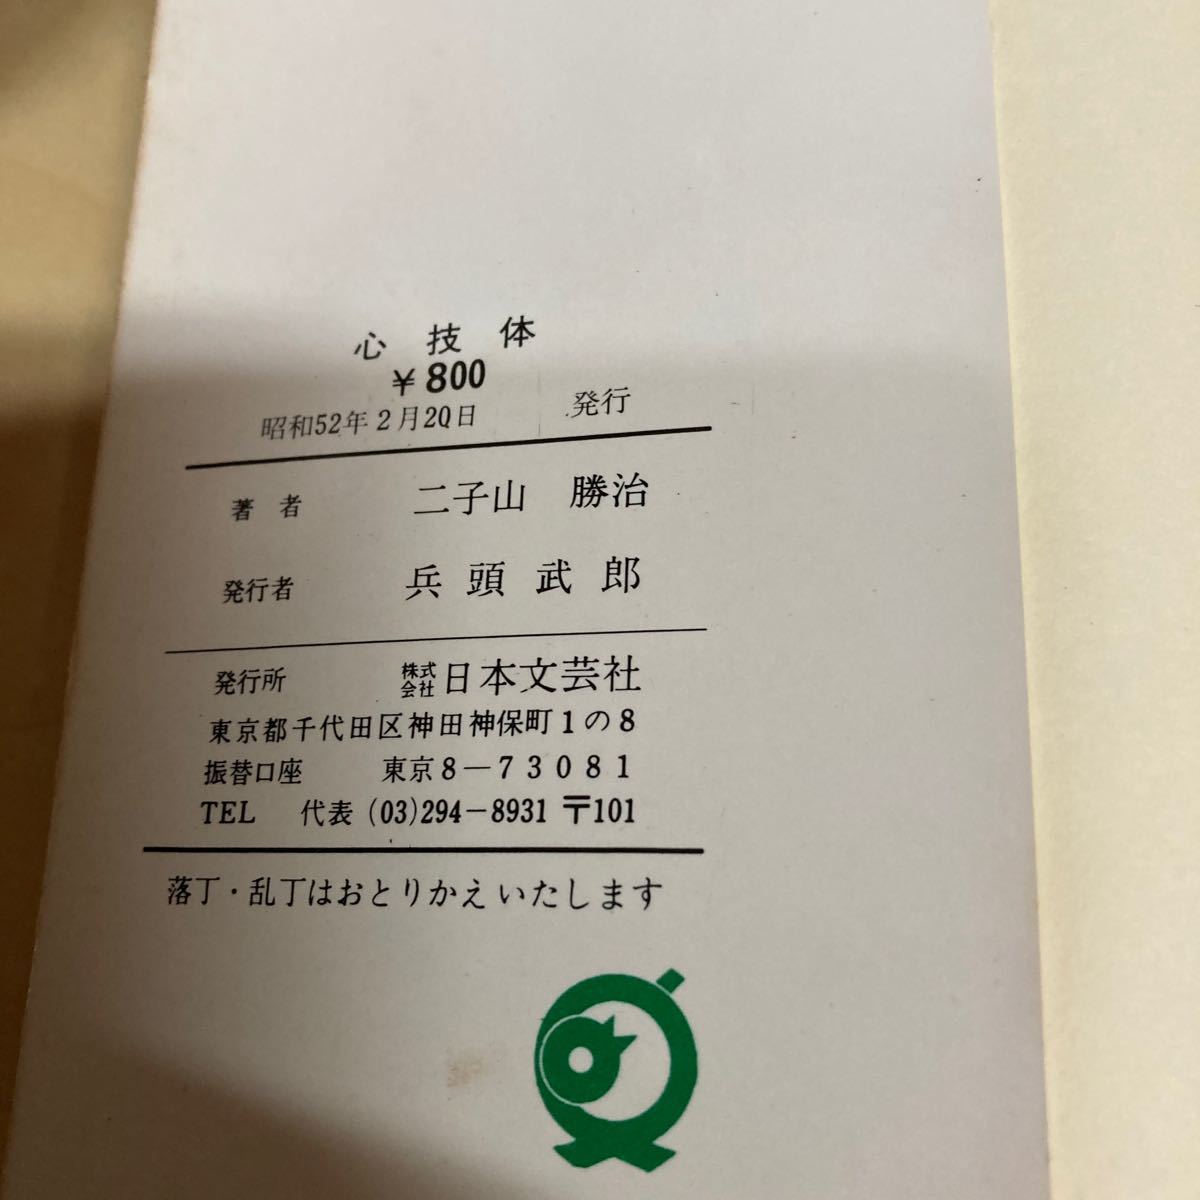 心技体
¥800
昭和52年2月20日 発行
著者 二子山 勝治
発行者 兵頭武郎
発行所 株式会社 日本文芸社
東京都千代田区神田神保町1の8
振替口座 東京8-73081
TEL 代表 (03)294-8931 〒101
落丁・乱丁はおとりかえいたします